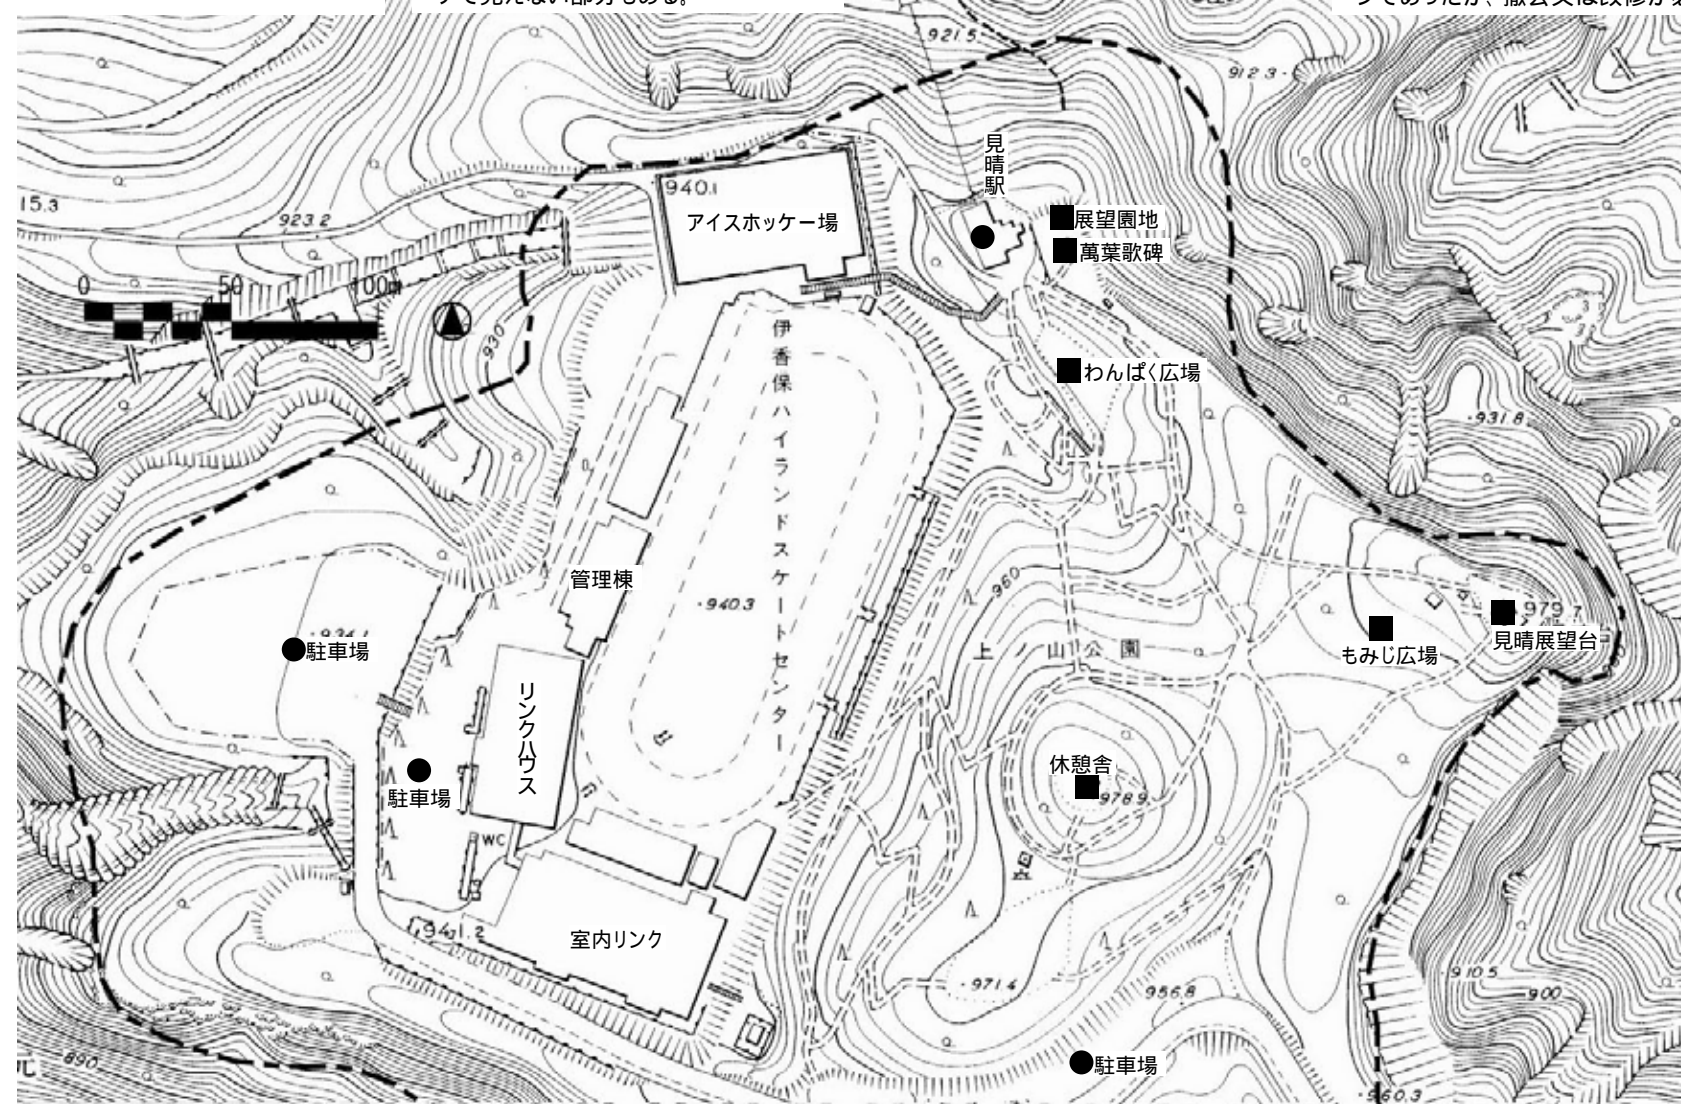 921.5
912.3
見晴駅
940.1
アイスホッケー場
展望園地
萬葉歌碑
15.3
923.2
0 50 100m
930
伊香保ハイランドスケートセンター
わんぱく広場
931.8
管理棟
940.3
960
979.7
見晴展望台
もみじ広場
上ノ山公園
934.1
駐車場
リンクハウス
休憩舎
978.9
駐車場
WC
941.2
室内リンク
971.4
956.8
910.5
900
駐車場
890
960.3